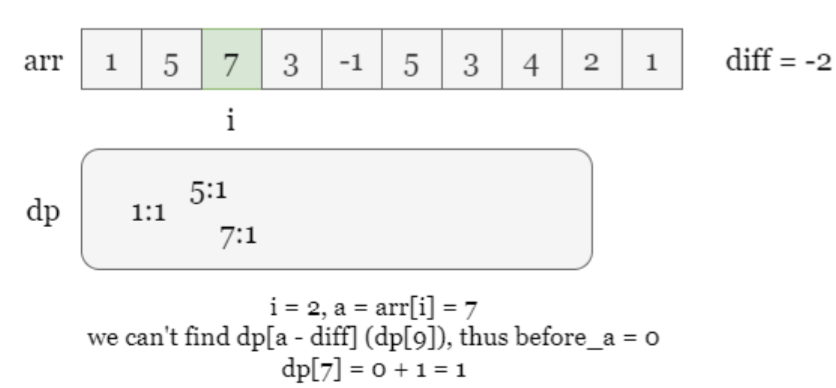 arr 1 5 7 3 -1 5 3 4 2 1 diff = -2
i
dp 1:1 5:1
7:1
i = 2, a = arr[i] = 7
we can't find dp[a - diff] (dp[9]), thus before_a = 0
dp[7] = 0 + 1 = 1